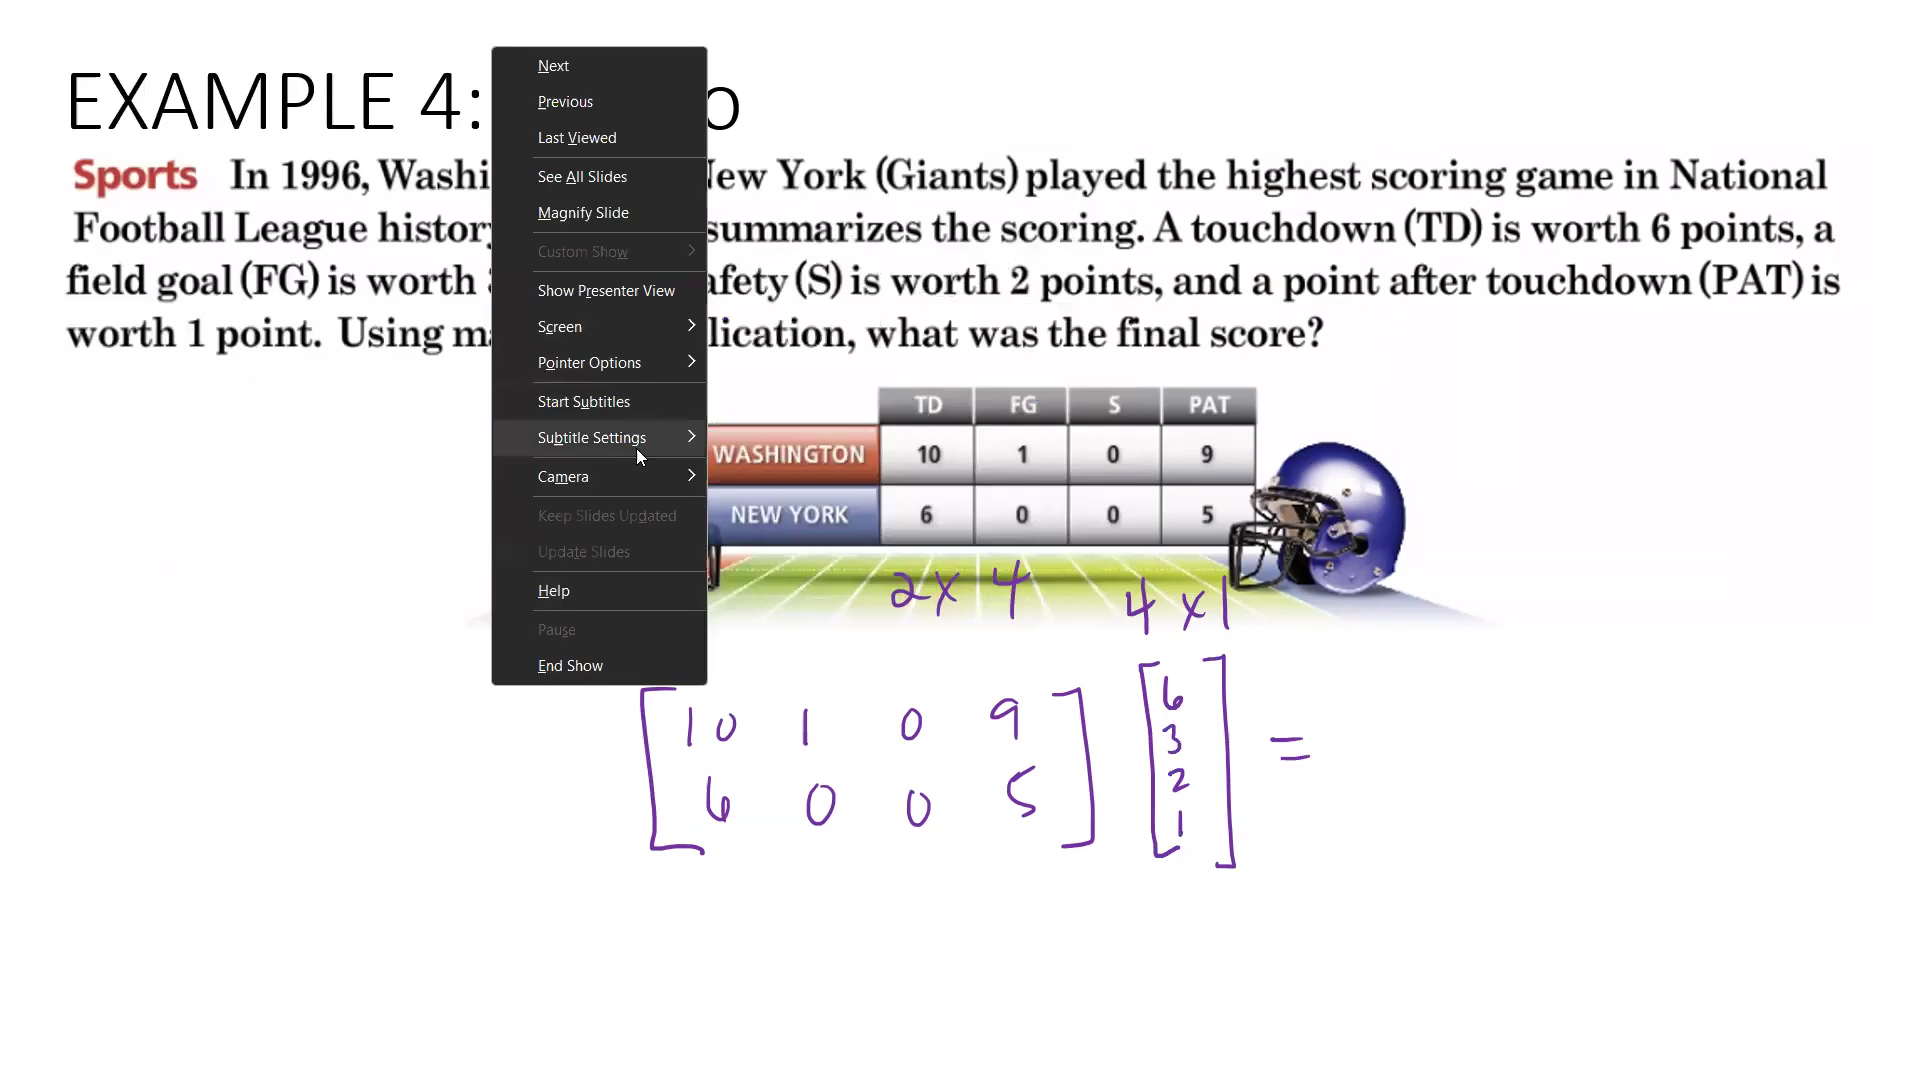 EXAMPLE 4: o
Sports In 1996, Washi New York (Giants) played the highest scoring game in National
Football League history summarizes the scoring. A touchdown (TD) is worth 6 points, a
field goal (FG) is worth afety (S) is worth 2 points, and a point after touchdown (PAT) is
worth 1 point. Using ma lication, what was the final score?
Next
Previous
Last Viewed
See All Slides
Magnify Slide
Custom Show
Show Presenter View
Screen
Pointer Options
Start Subtitles
Subtitle Settings
Camera
Keep Slides Updated
Update Slides
Help
Pause
End Show
TD FG S PAT
WASHINGTON 10 1 0 9
NEW YORK 6 0 0 5
2x4 4x1
[10 1 0 9
6 0 0 5] [6
3
2
1] =